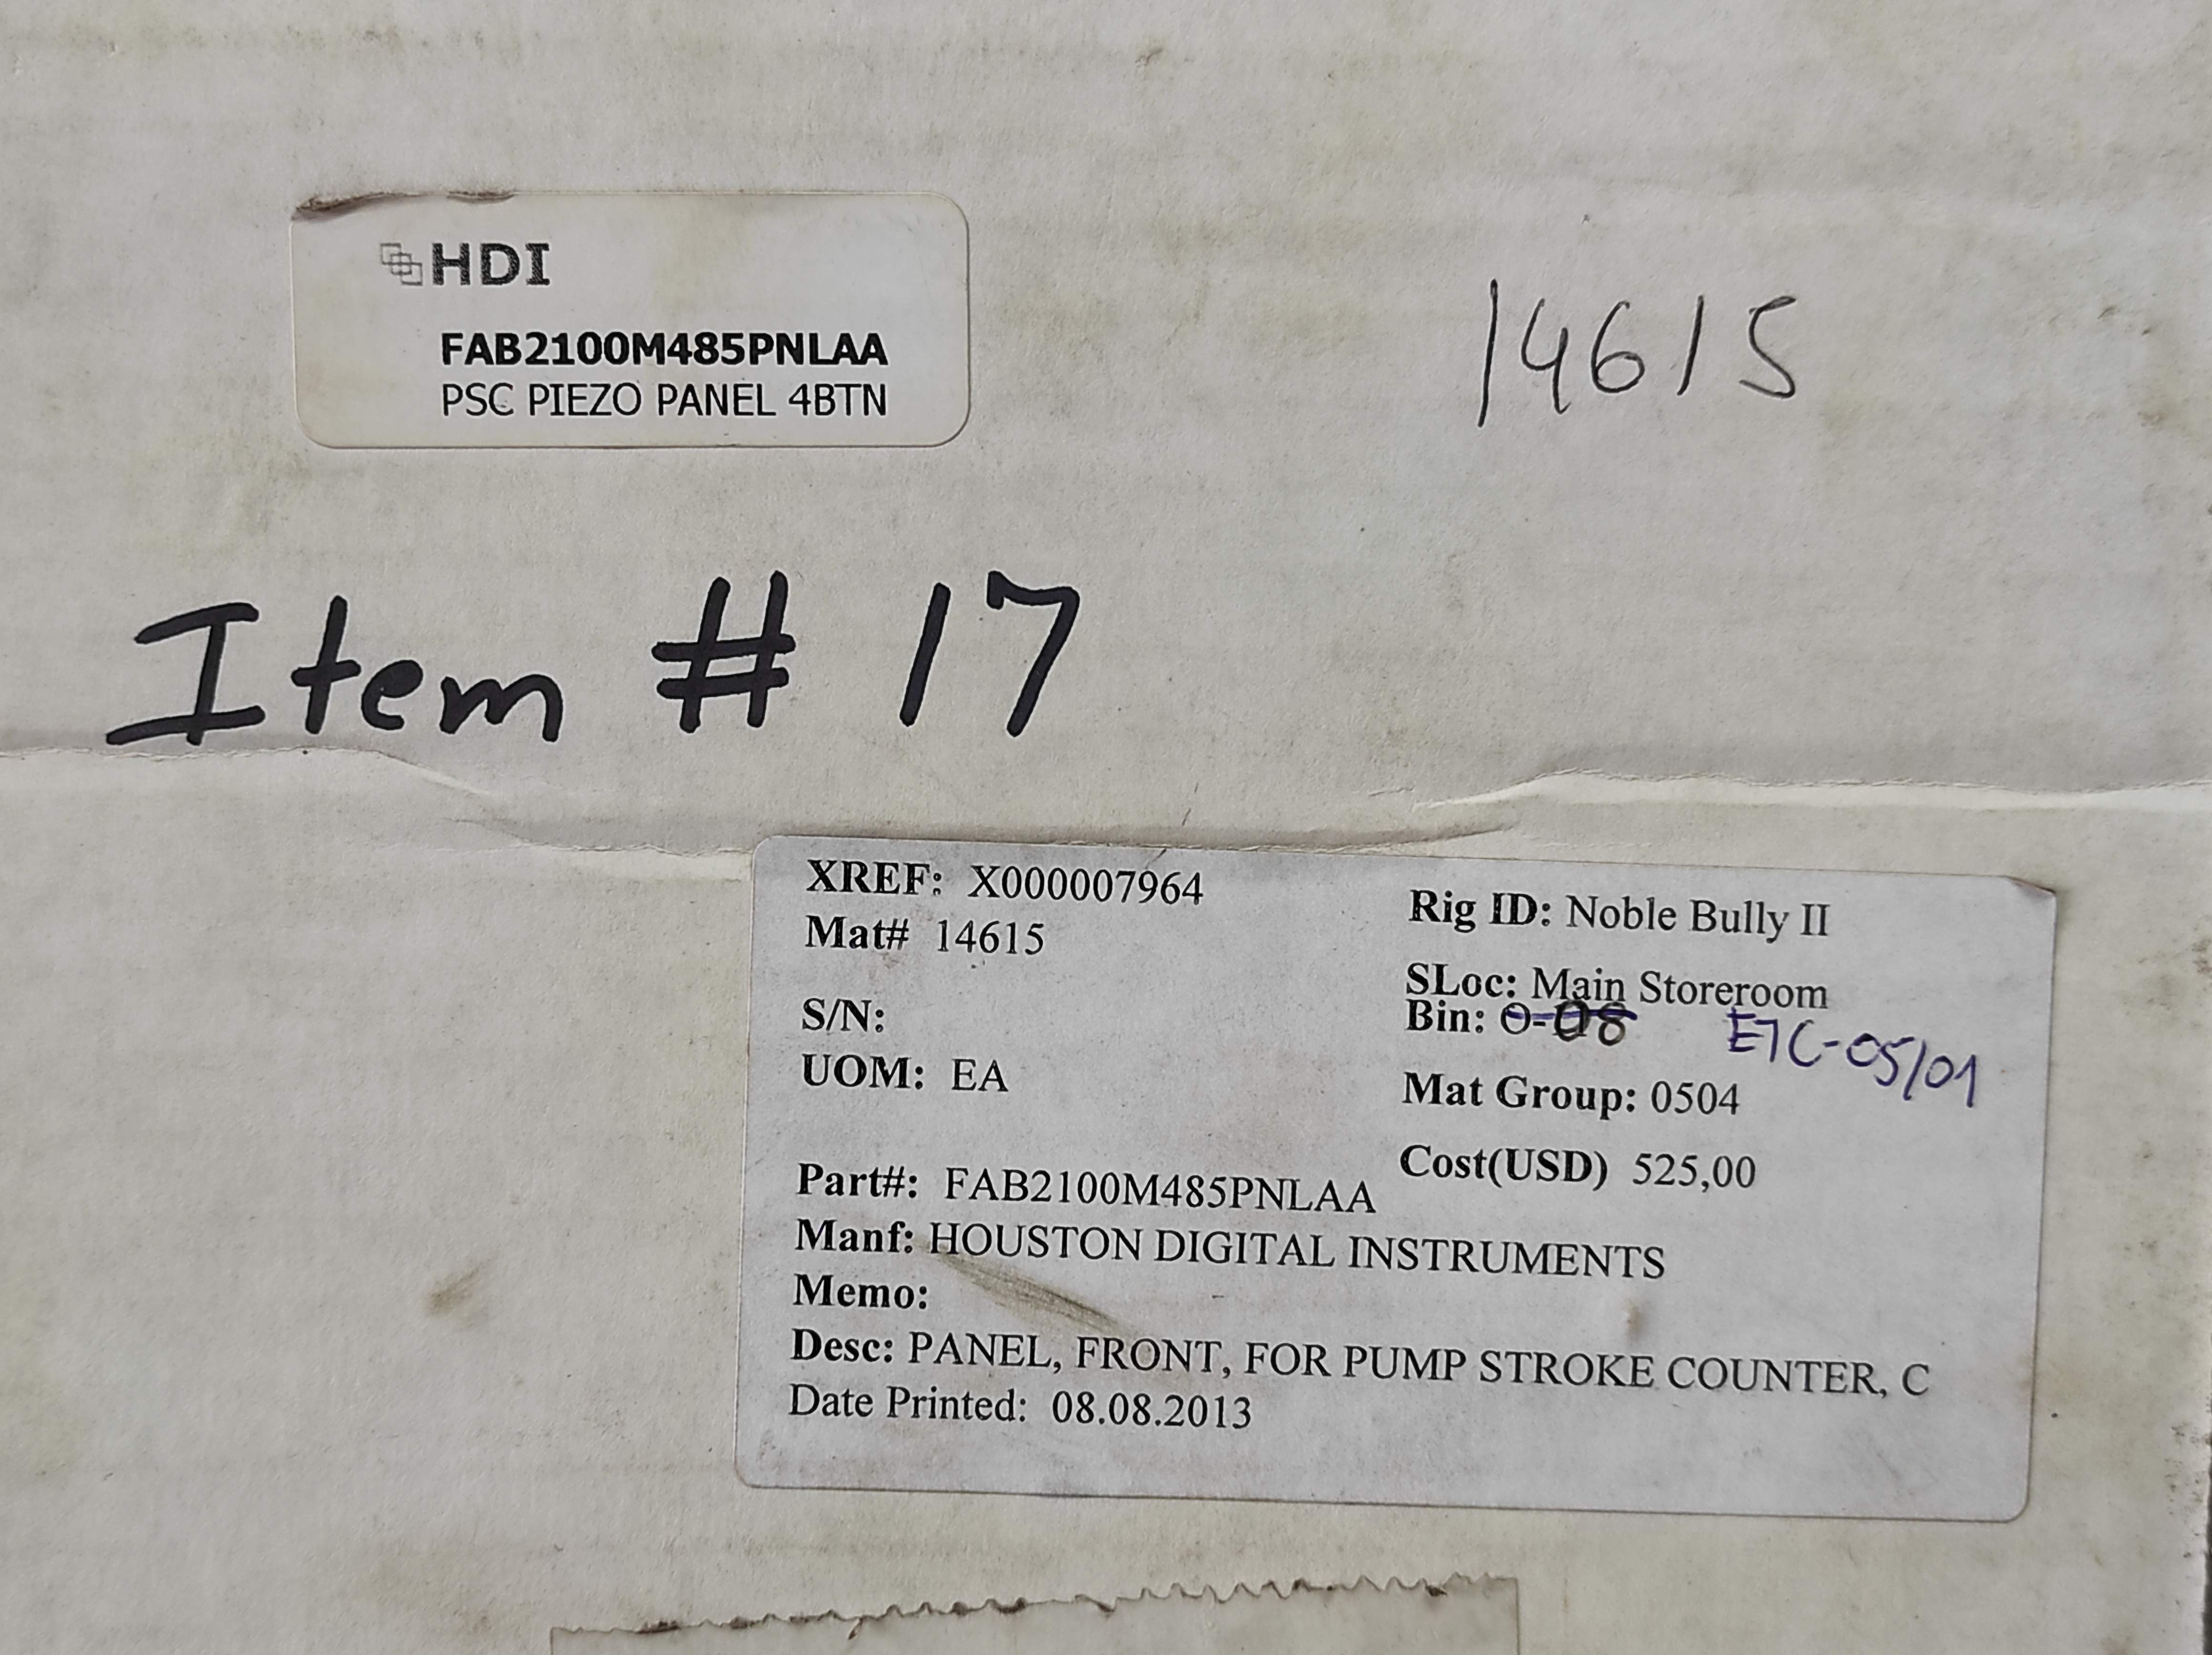 HDI
FAB2100M485PNLAA
PSC PIEZO PANEL 4BTN
14615
Item # 17
XREF: X000007964
Mat# 14615
S/N:
UOM: EA
Rig ID: Noble Bully II
SLoc: Main Storeroom
Bin: O-08 ETC-05/01
Mat Group: 0504
Cost(USD) 525,00
Part#: FAB2100M485PNLAA
Manf: HOUSTON DIGITAL INSTRUMENTS
Memo:
Desc: PANEL, FRONT, FOR PUMP STROKE COUNTER, C
Date Printed: 08.08.2013